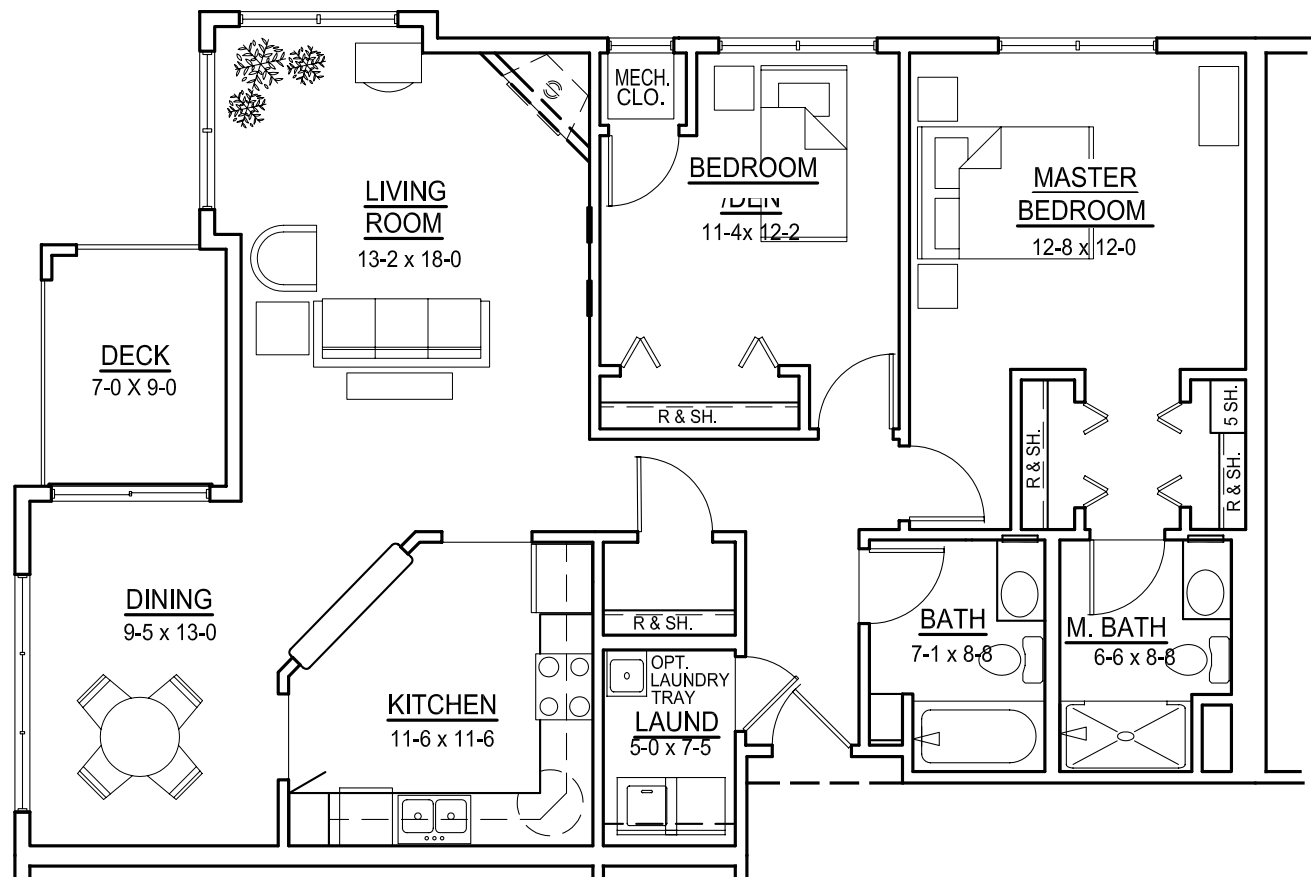 MECH.
CLO.
LIVING
ROOM
13-2 x 18-0
BEDROOM
/DEN
11-4x 12-2
MASTER
BEDROOM
12-8 x 12-0
DECK
7-0 X 9-0
R & SH.
R & SH.
5 SH.
R & SH.
DINING
9-5 x 13-0
KITCHEN
11-6 x 11-6
R & SH.
OPT.
LAUNDRY
TRAY
LAUND
5-0 x 7-5
BATH
7-1 x 8-8
M. BATH
6-6 x 8-8